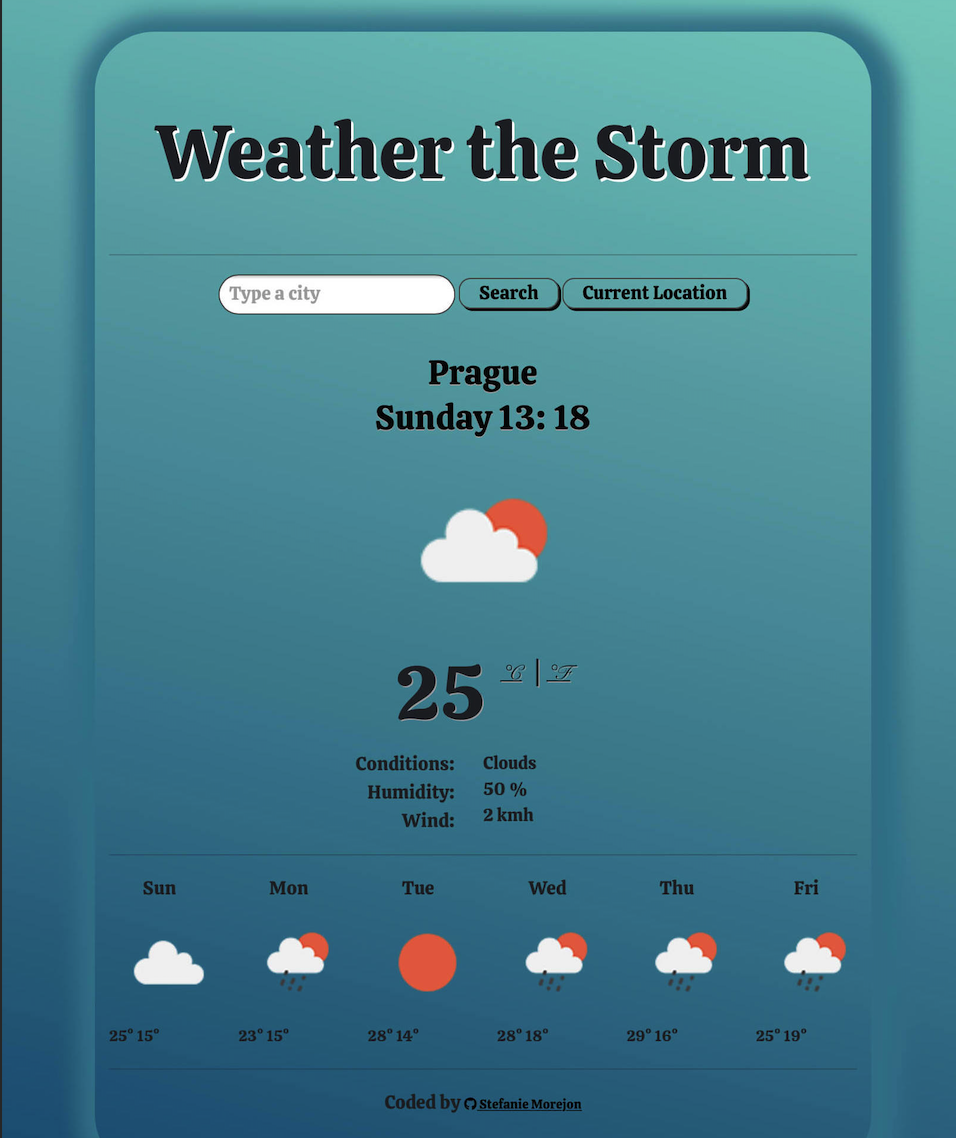 Weather the Storm
Type a city Search Current Location
Prague
Sunday 13: 18
25 °C | °F
Conditions: Clouds
Humidity: 50 %
Wind: 2 kmh
Sun Mon Tue Wed Thu Fri
25° 15° 23° 15° 28° 14° 28° 18° 29° 16° 25° 19°
Coded by Stefanie Morejon